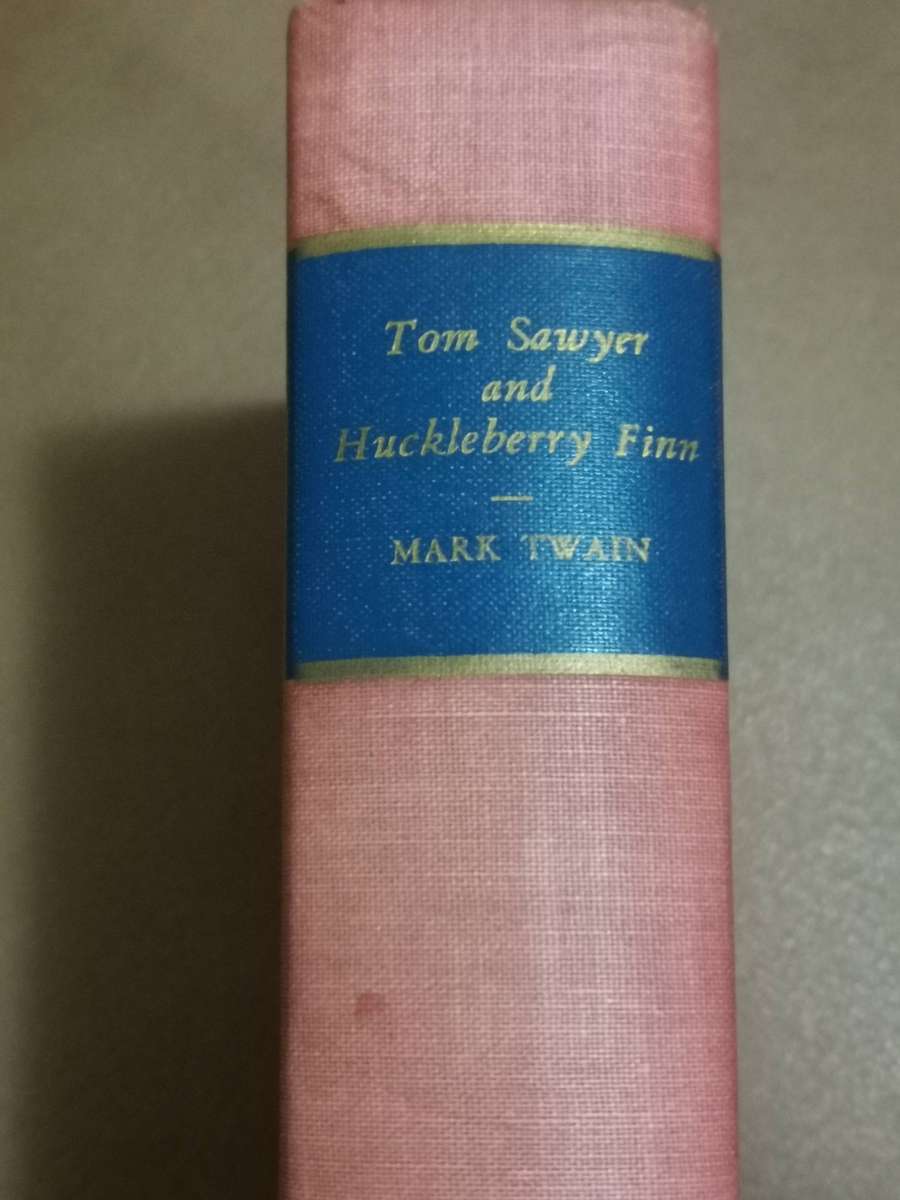 Tom Sawyer
and
Huckleberry Finn
—
MARK TWAIN